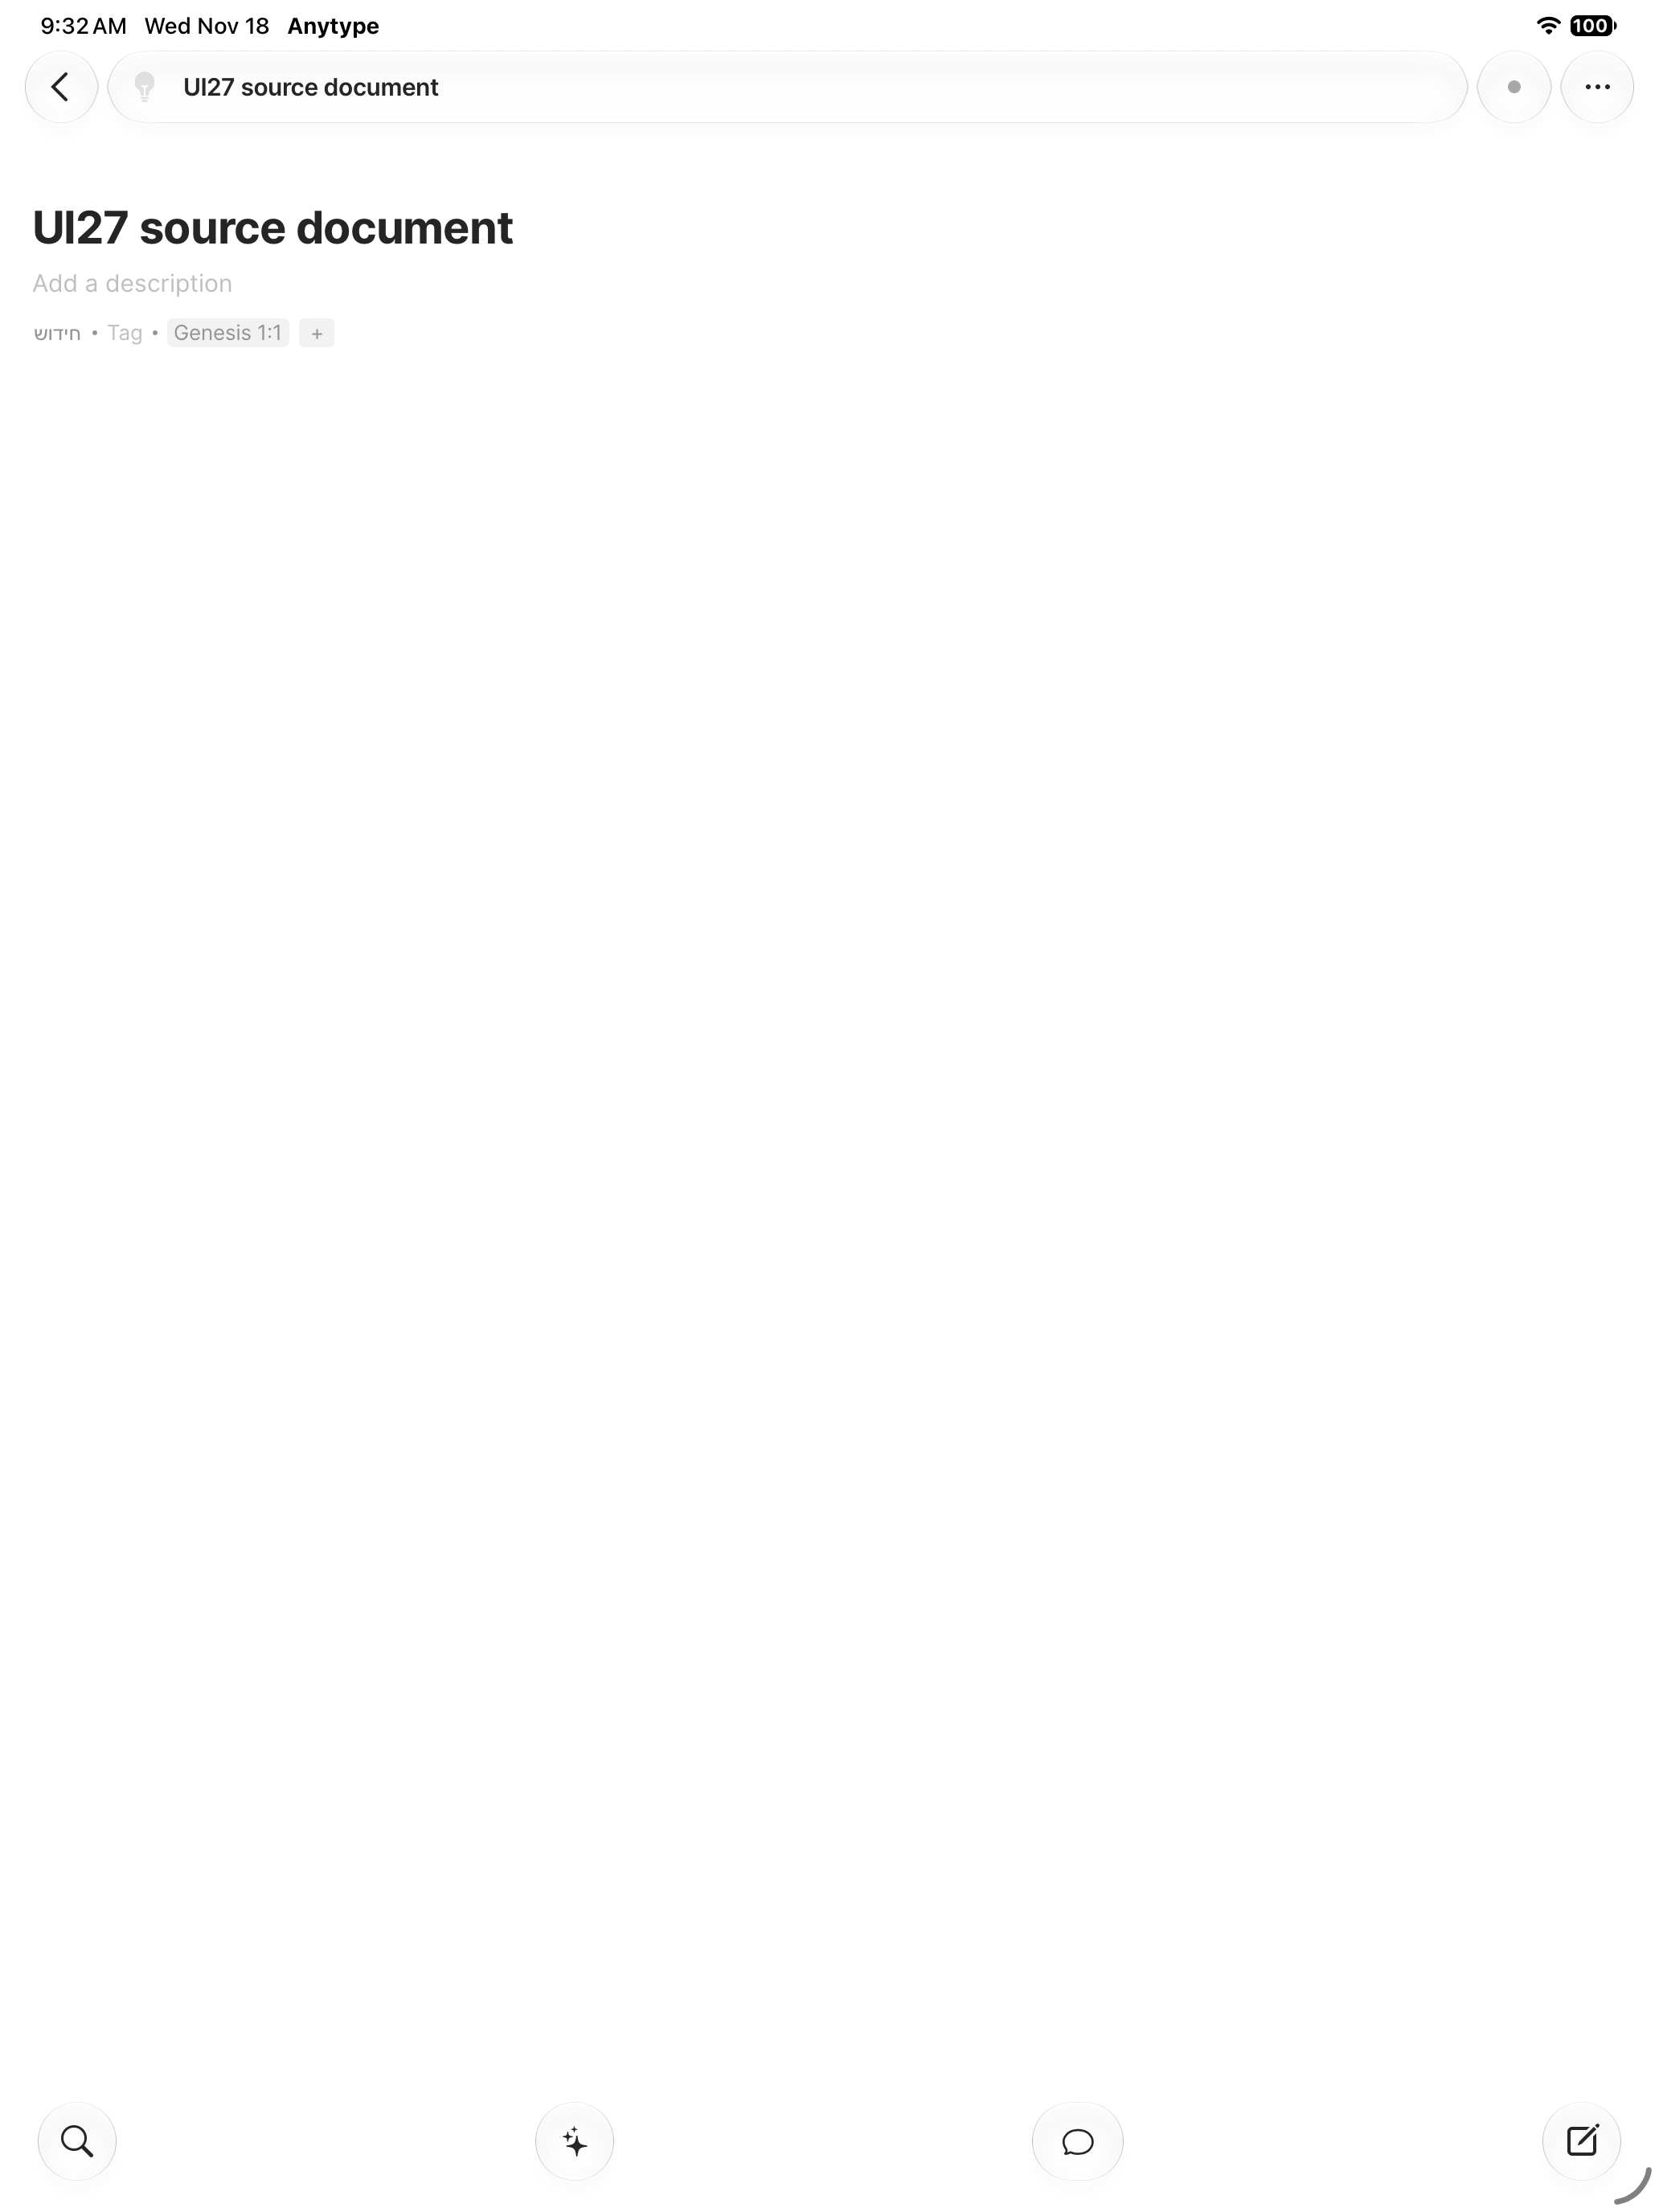 9:32 AM Wed Nov 18 Anytype 100
UI27 source document
UI27 source document
Add a description
חידוש • Tag • Genesis 1:1 +